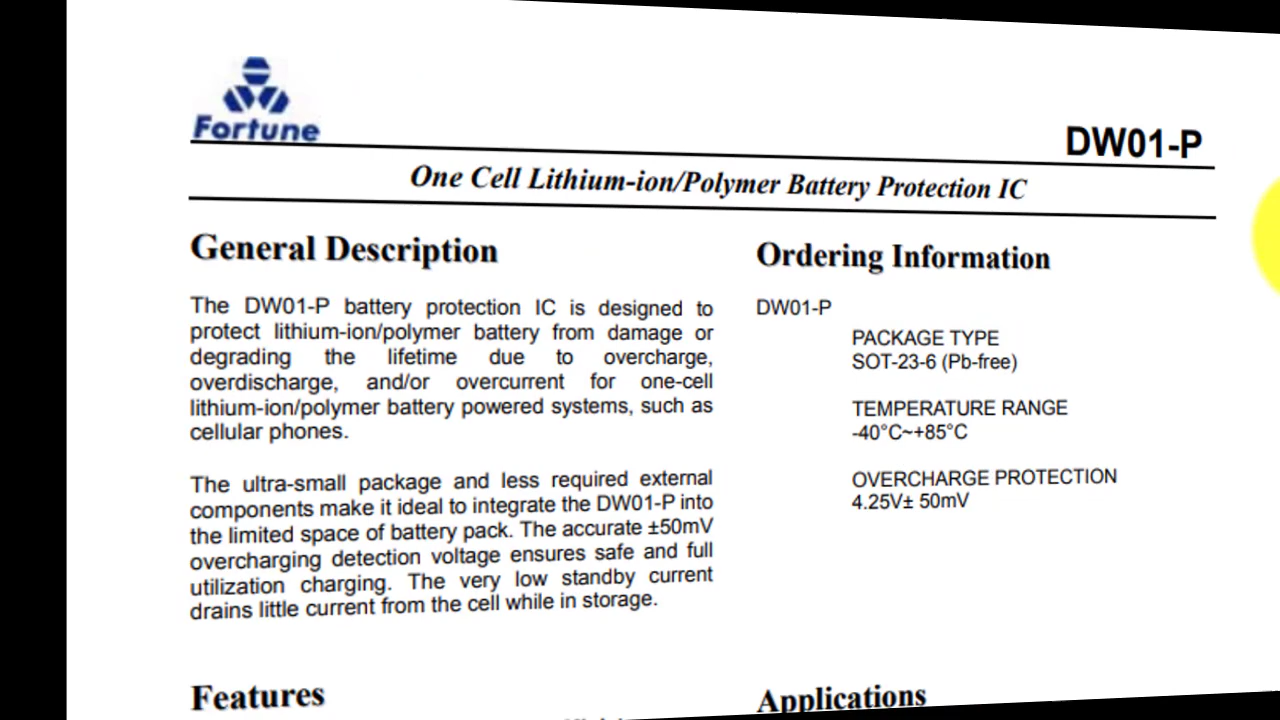 Fortune
DW01-P
One Cell Lithium-ion/Polymer Battery Protection IC
General Description
The DW01-P battery protection IC is designed to
protect lithium-ion/polymer battery from damage or
degrading the lifetime due to overcharge,
overdischarge, and/or overcurrent for one-cell
lithium-ion/polymer battery powered systems, such as
cellular phones.
The ultra-small package and less required external
components make it ideal to integrate the DW01-P into
the limited space of battery pack. The accurate ±50mV
overcharging detection voltage ensures safe and full
utilization charging. The very low standby current
drains little current from the cell while in storage.
Features
Ordering Information
DW01-P
PACKAGE TYPE
SOT-23-6 (Pb-free)
TEMPERATURE RANGE
-40°C~+85°C
OVERCHARGE PROTECTION
4.25V± 50mV
Applications